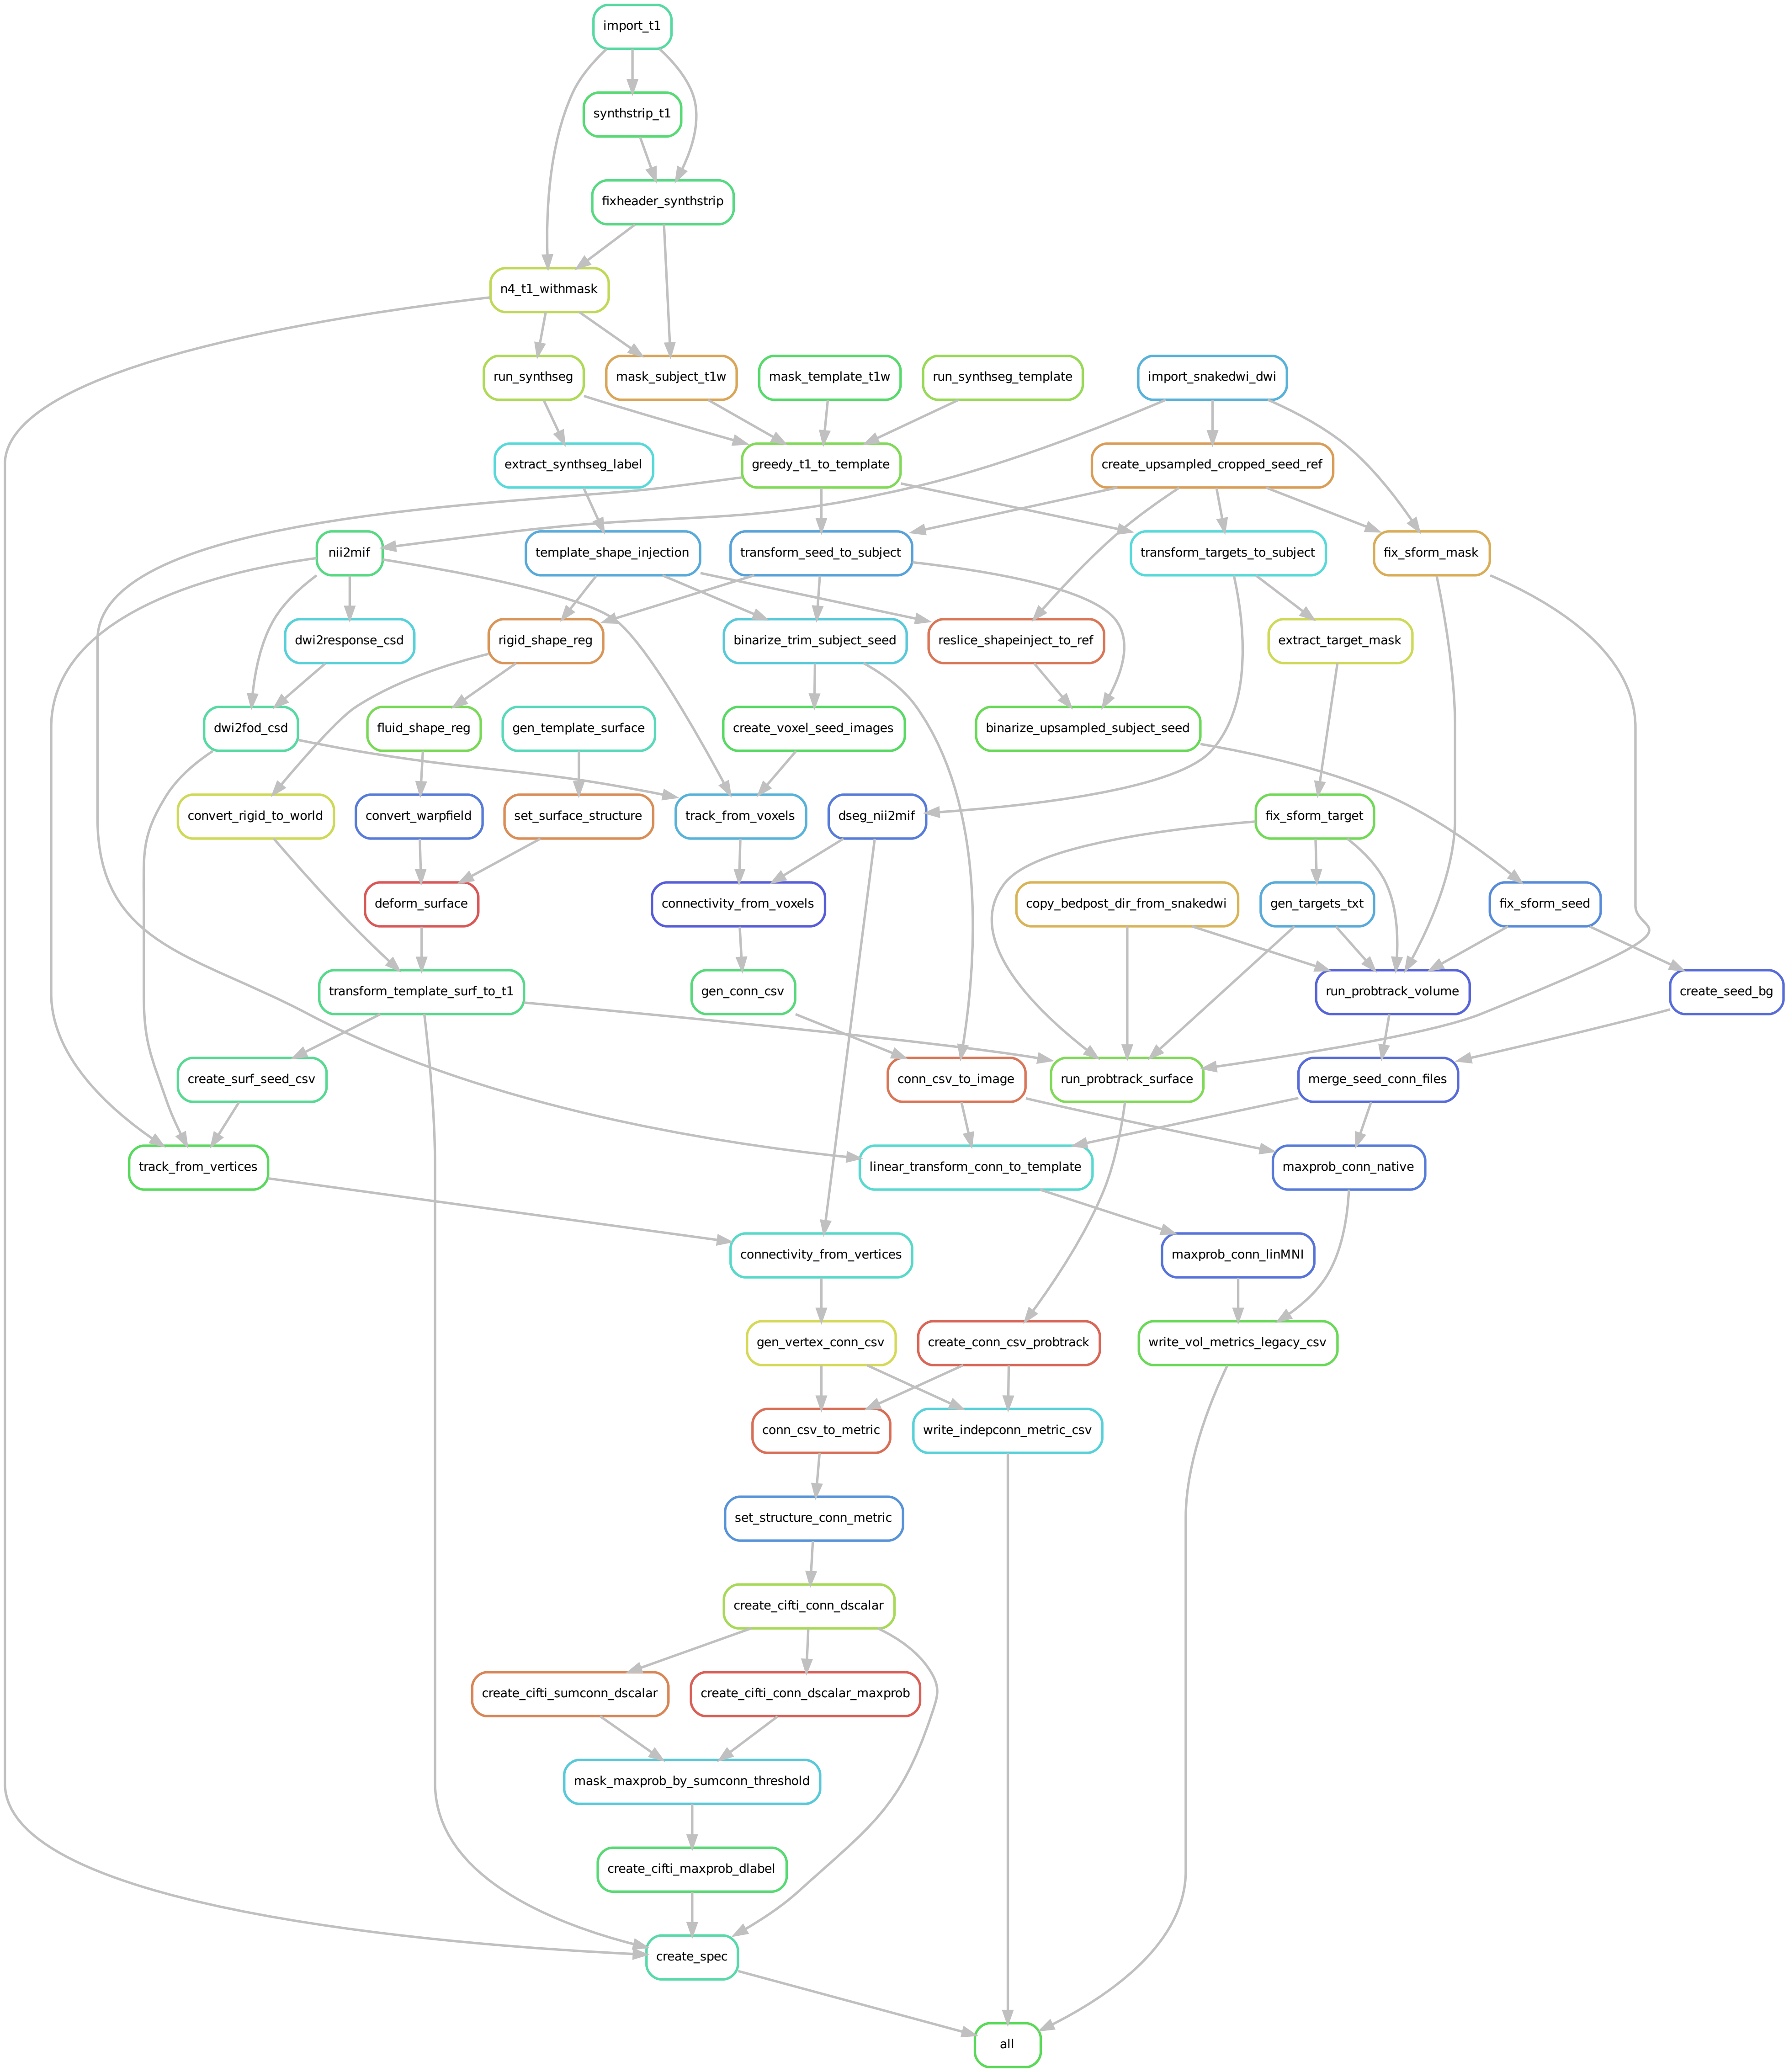 import_t1
synthstrip_t1
fixheader_synthstrip
n4_t1_withmask
run_synthseg
mask_subject_t1w
mask_template_t1w
run_synthseg_template
import_snakedwi_dwi
extract_synthseg_label
greedy_t1_to_template
create_upsampled_cropped_seed_ref
nii2mif
template_shape_injection
transform_seed_to_subject
transform_targets_to_subject
fix_sform_mask
dwi2response_csd
rigid_shape_reg
binarize_trim_subject_seed
reslice_shapeinject_to_ref
extract_target_mask
dwi2fod_csd
fluid_shape_reg
gen_template_surface
create_voxel_seed_images
binarize_upsampled_subject_seed
convert_rigid_to_world
convert_warpfield
set_surface_structure
track_from_voxels
dseg_nii2mif
fix_sform_target
deform_surface
connectivity_from_voxels
copy_bedpost_dir_from_snakedwi
gen_targets_txt
fix_sform_seed
transform_template_surf_to_t1
gen_conn_csv
run_probtrack_volume
create_seed_bg
create_surf_seed_csv
conn_csv_to_image
run_probtrack_surface
merge_seed_conn_files
track_from_vertices
linear_transform_conn_to_template
maxprob_conn_native
connectivity_from_vertices
maxprob_conn_linMNI
gen_vertex_conn_csv
create_conn_csv_probtrack
write_vol_metrics_legacy_csv
conn_csv_to_metric
write_indepconn_metric_csv
set_structure_conn_metric
create_cifti_conn_dscalar
create_cifti_sumconn_dscalar
create_cifti_conn_dscalar_maxprob
mask_maxprob_by_sumconn_threshold
create_cifti_maxprob_dlabel
create_spec
all